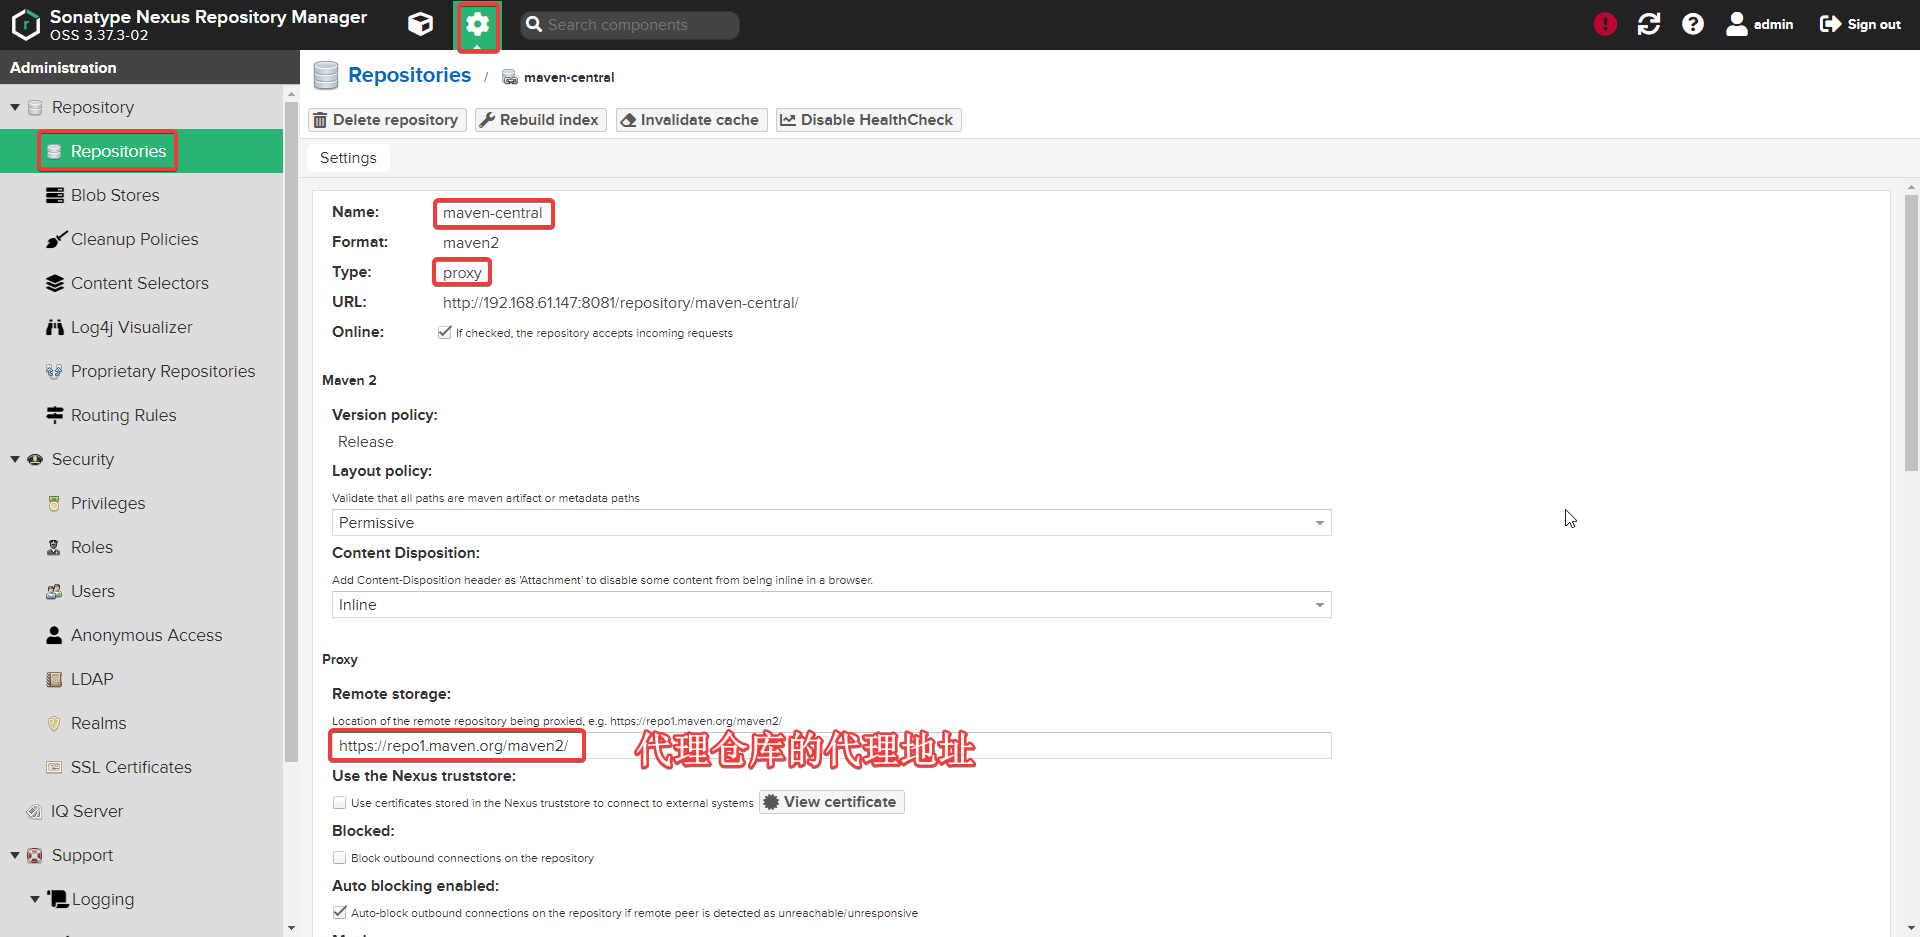 Sonatype Nexus Repository Manager
OSS 3.37.3-02
Search components
admin
Sign out
Administration
Repository
Repositories
Blob Stores
Cleanup Policies
Content Selectors
Log4j Visualizer
Proprietary Repositories
Routing Rules
Security
Privileges
Roles
Users
Anonymous Access
LDAP
Realms
SSL Certificates
IQ Server
Support
Logging
Repositories / maven-central
Delete repository
Rebuild index
Invalidate cache
Disable HealthCheck
Settings
Name: maven-central
Format: maven2
Type: proxy
URL: http://192.168.61.147:8081/repository/maven-central/
Online: If checked, the repository accepts incoming requests
Maven 2
Version policy:
Release
Layout policy:
Validate that all paths are maven artifact or metadata paths
Permissive
Content Disposition:
Add Content-Disposition header as 'Attachment' to disable some content from being inline in a browser.
Inline
Proxy
Remote storage:
Location of the remote repository being proxied, e.g. https://repo1.maven.org/maven2/
https://repo1.maven.org/maven2/
代理仓库的代理地址
Use the Nexus truststore:
Use certificates stored in the Nexus truststore to connect to external systems
View certificate
Blocked:
Block outbound connections on the repository
Auto blocking enabled:
Auto-block outbound connections on the repository if remote peer is detected as unreachable/unresponsive